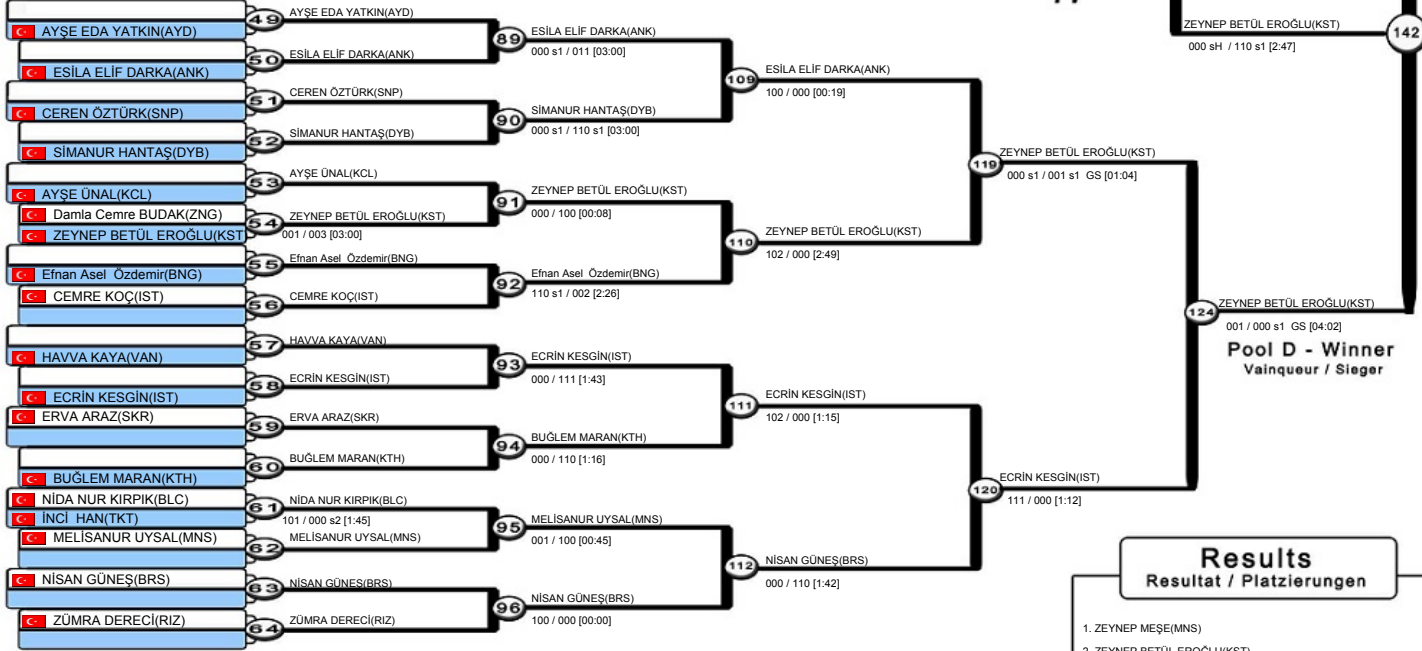 AYŞE EDA YATKIN(AYD)
ESİLA ELİF DARKA(ANK)
CEREN ÖZTÜRK(SNP)
SİMANUR HANTAŞ(DYB)
AYŞE ÜNAL(KCL)
Damla Cemre BUDAK(ZNG)
ZEYNEP BETÜL EROĞLU(KST
Efnan Asel Özdemir(BNG)
CEMRE KOÇ(IST)
HAVVA KAYA(VAN)
ECRİN KESGİN(IST)
ERVA ARAZ(SKR)
BUĞLEM MARAN(KTH)
NİDA NUR KIRPIK(BLC)
İNCİ HAN(TKT)
MELİSANUR UYSAL(MNS)
NİSAN GÜNEŞ(BRS)
ZÜMRA DERECİ(RIZ)
49 AYŞE EDA YATKIN(AYD)
50 ESİLA ELİF DARKA(ANK)
51 CEREN ÖZTÜRK(SNP)
52 SİMANUR HANTAŞ(DYB)
53 AYŞE ÜNAL(KCL)
54 ZEYNEP BETÜL EROĞLU(KST)
001 / 003 [03:00]
55 Efnan Asel Özdemir(BNG)
56 CEMRE KOÇ(IST)
57 HAVVA KAYA(VAN)
58 ECRİN KESGİN(IST)
59 ERVA ARAZ(SKR)
60 BUĞLEM MARAN(KTH)
61 NİDA NUR KIRPIK(BLC)
101 / 000 s2 [1:45]
62 MELİSANUR UYSAL(MNS)
63 NİSAN GÜNEŞ(BRS)
64 ZÜMRA DERECİ(RIZ)
89 ESİLA ELİF DARKA(ANK)
000 s1 / 011 [03:00]
90 SİMANUR HANTAŞ(DYB)
000 s1 / 110 s1 [03:00]
91 ZEYNEP BETÜL EROĞLU(KST)
000 / 100 [00:08]
92 Efnan Asel Özdemir(BNG)
110 s1 / 002 [2:26]
93 ECRİN KESGİN(IST)
000 / 111 [1:43]
94 BUĞLEM MARAN(KTH)
000 / 110 [1:16]
95 MELİSANUR UYSAL(MNS)
001 / 100 [00:45]
96 NİSAN GÜNEŞ(BRS)
100 / 000 [00:00]
109 ESİLA ELİF DARKA(ANK)
100 / 000 [00:19]
110 ZEYNEP BETÜL EROĞLU(KST)
102 / 000 [2:49]
111 ECRİN KESGİN(IST)
102 / 000 [1:15]
112 NİSAN GÜNEŞ(BRS)
000 / 110 [1:42]
119 ZEYNEP BETÜL EROĞLU(KST)
000 s1 / 001 s1 GS [01:04]
120 ECRİN KESGİN(IST)
111 / 000 [1:12]
124 ZEYNEP BETÜL EROĞLU(KST)
001 / 000 s1 GS [04:02]
Pool D - Winner
Vainqueur / Sieger
ZEYNEP BETÜL EROĞLU(KST) 142
000 sH / 110 s1 [2:47]
Results
Resultat / Platzierungen
1. ZEYNEP MEŞE(MNS)
2. ZEYNEP BETÜL EROĞLU(KST)